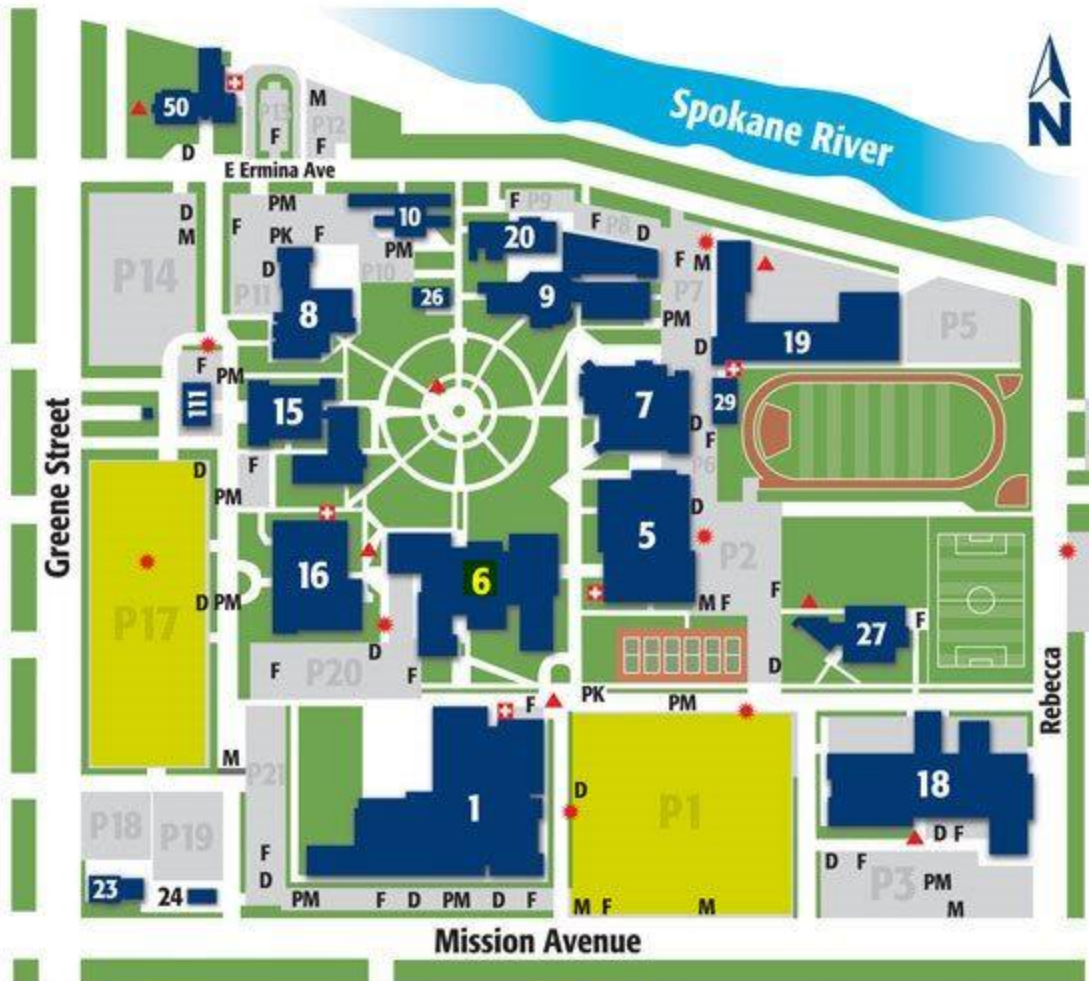 Spokane River
N
50
P13
M
P12
F
F
D
E Ermina Ave
PM
F
PK
F
10
PM
F
P9
F
P8
D
20
D
M
P14
D
P11
8
P10
26
9
F
M
P7
PM
D
19
P5
F
PM
111
15
7
29
D
F
P6
Greene Street
D
F
PM
D
5
P2
16
6
D
PM
P17
M
F
F
27
F
D
F
P20
F
D
PK
PM
F
Rebecca
M
P21
1
D
P1
18
P18
P19
F
D
23
24
D
F
D
F
P3
PM
M
PM
F
D
PM
D
F
M
F
M
Mission Avenue